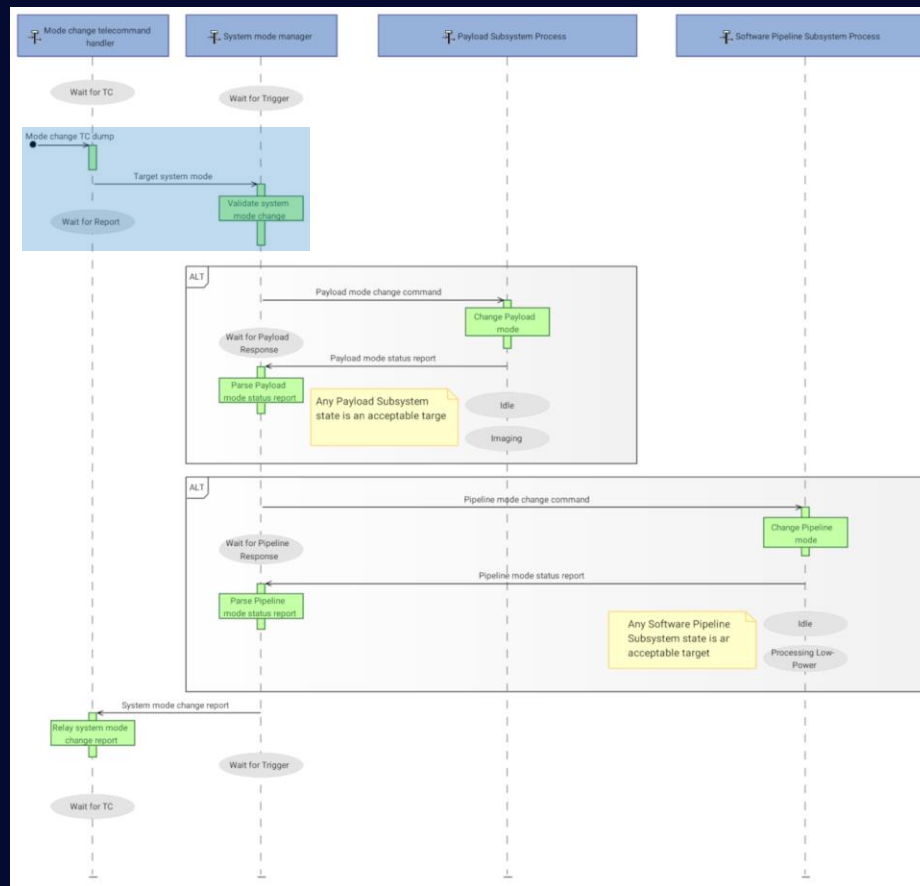 Mode change telecommand
handler
System mode manager
Payload Subsystem Process
Software Pipeline Subsystem Process
Wait for TC
Wait for Trigger
Mode change TC dump
Target system mode
Validate system
mode change
Wait for Report
ALT
Payload mode change command
Change Payload
mode
Wait for Payload
Response
Payload mode status report
Parse Payload
mode status report
Any Payload Subsystem
state is an acceptable targe
Idle
Imaging
ALT
Pipeline mode change command
Change Pipeline
mode
Wait for Pipeline
Response
Pipeline mode status report
Parse Pipeline
mode status report
Any Software Pipeline
Subsystem state is ar
acceptable target
Idle
Processing Low-
Power
System mode change report
Relay system mode
change report
Wait for Trigger
Wait for TC